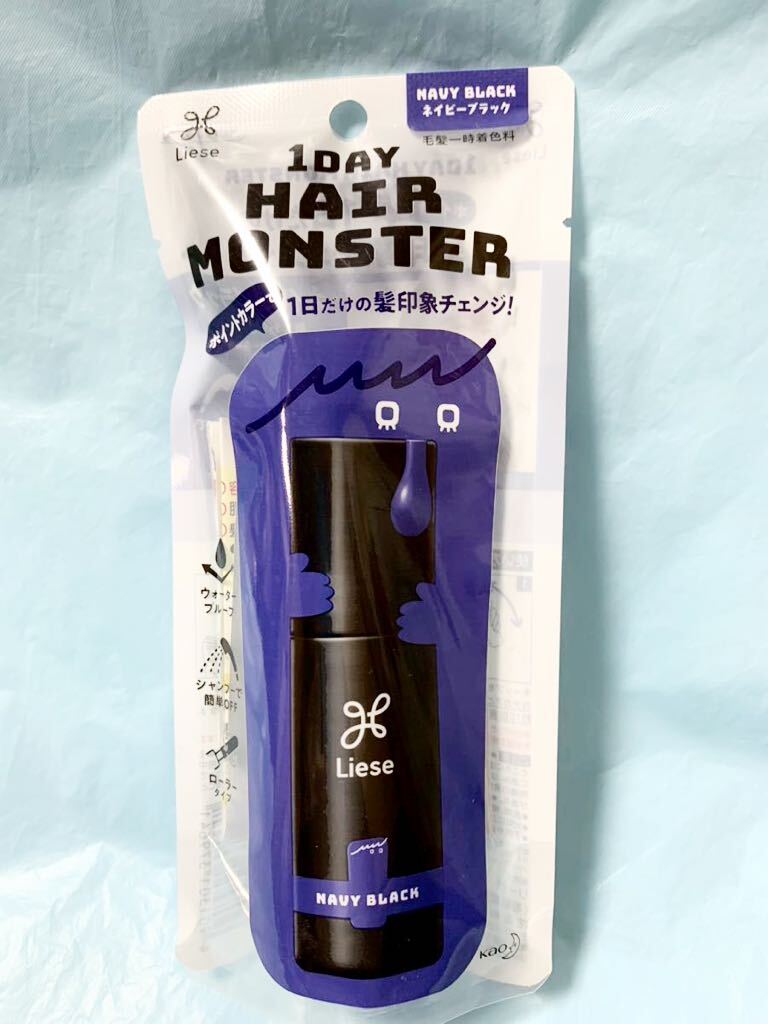 NAVY BLACK
ネイビーブラック
Liese
毛髪一時着色料
1DAY
HAIR
MONSTER
ポイントカラーで
1日だけの髪印象チェンジ!
ウォーター
プルーフ
シャンプーで
簡単OFF
ローラー
タイプ
Liese
NAVY BLACK
Kao